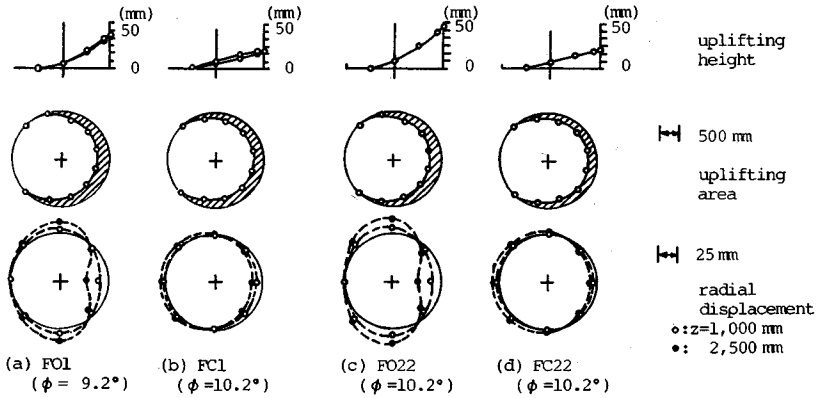 (mm) (mm) (mm) (mm)
50 50 50 50
0 0 0 0
uplifting
height
500 mm
uplifting
area
25 mm
radial
displacement
o:z=1,000 mm
●: 2,500 mm
(a) FO1 (b) FC1 (c) FO22 (d) FC22
(ϕ= 9.2°) (ϕ=10.2°) (ϕ=10.2°) (ϕ=10.2°)